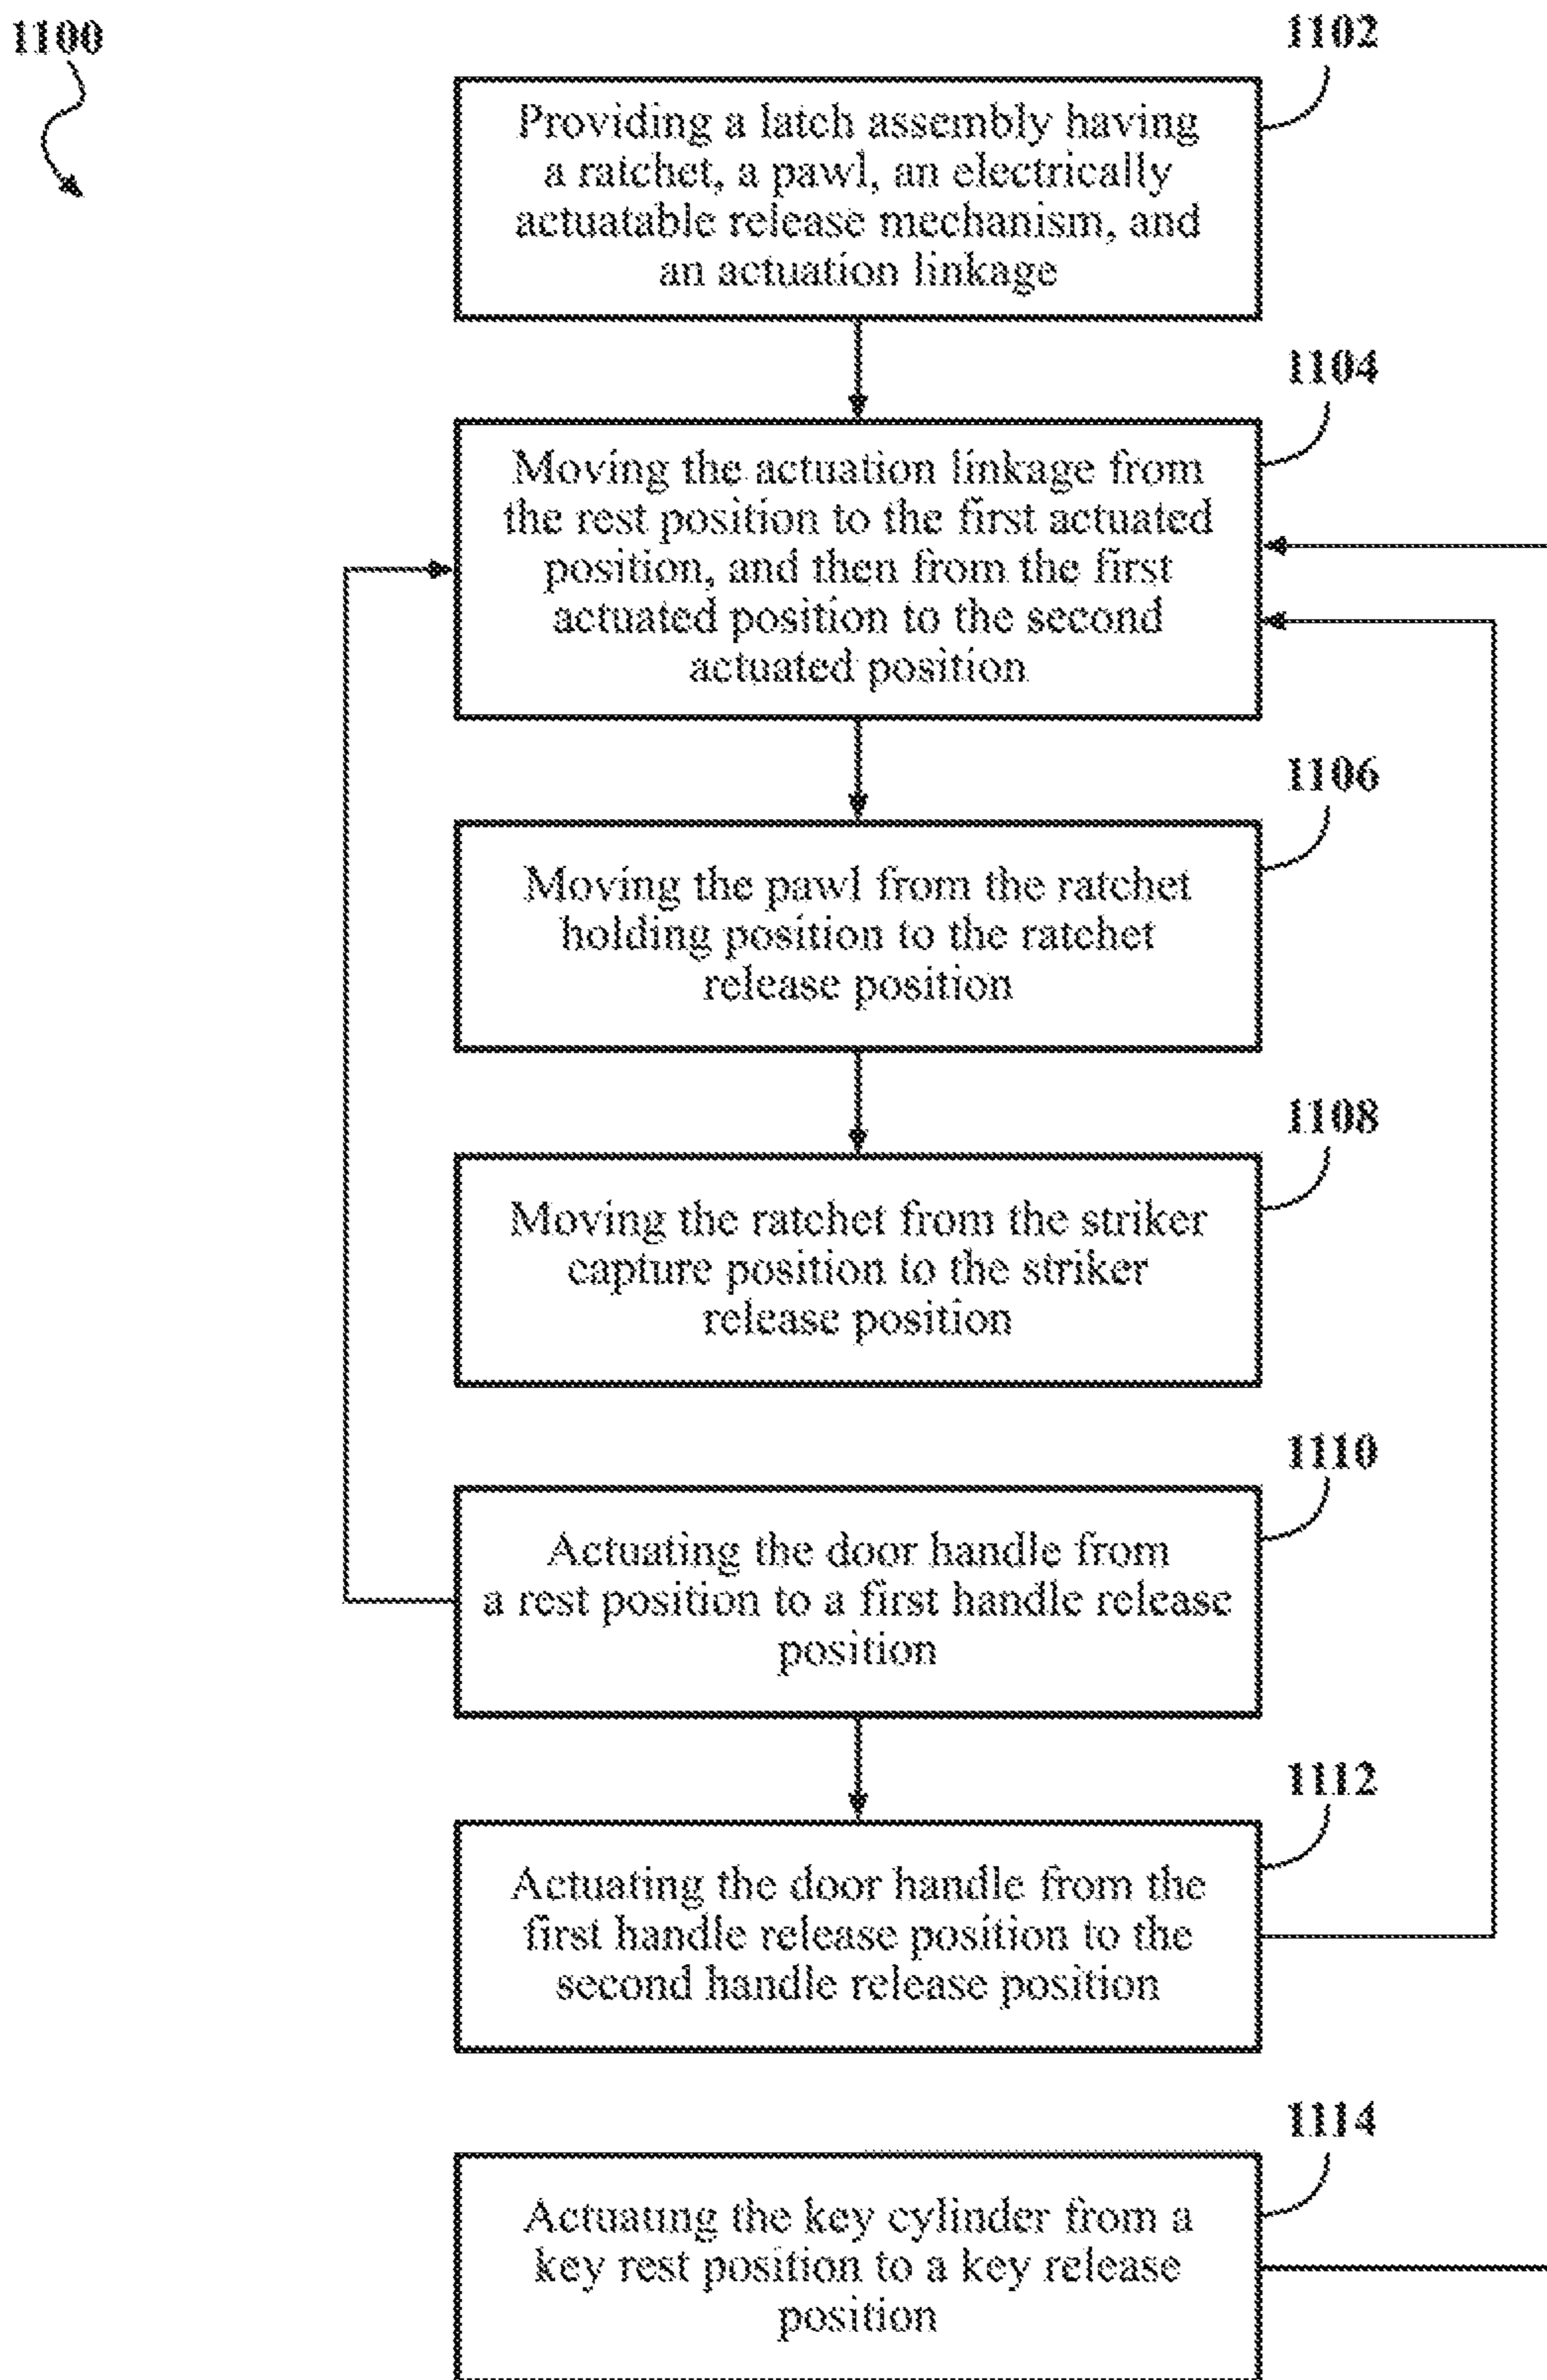 1100
1102
Providing a latch assembly having
a ratchet, a pawl, an electrically
actuatable release mechanism, and
an actuation linkage
1104
Moving the actuation linkage from
the rest position to the first actuated
position, and then from the first
actuated position to the second
actuated position
1106
Moving the pawl from the ratchet
holding position to the ratchet
release position
1108
Moving the ratchet from the striker
capture position to the striker
release position
1110
Actuating the door handle from
a rest position to a first handle release
position
1112
Actuating the door handle from the
first handle release position to the
second handle release position
1114
Actuating the key cylinder from a
key rest position to a key release
position